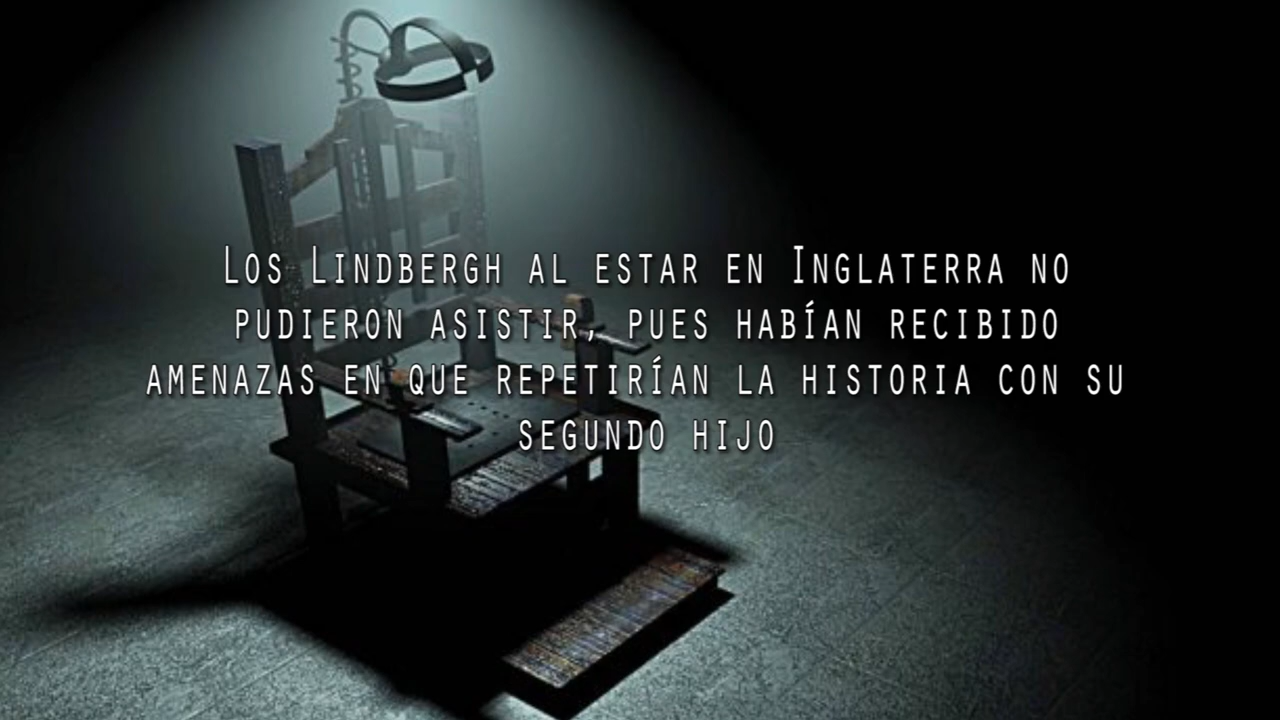 Los Lindbergh al estar en Inglaterra no
pudieron asistir, pues habían recibido
amenazas en que repetirían la historia con su
segundo hijo